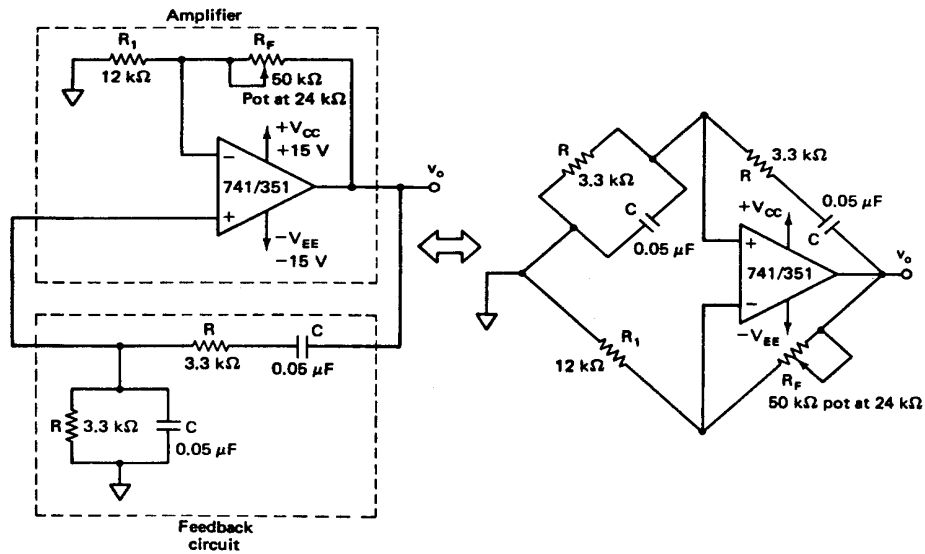 Amplifier
R1
12 kΩ
RF
50 kΩ
Pot at 24 kΩ
+VCC
+15 V
−
741/351
+
−VEE
−15 V
vo
R
3.3 kΩ
C
0.05 µF
R
3.3 kΩ
C
0.05 µF
Feedback
circuit
R
3.3 kΩ
C
0.05 µF
3.3 kΩ
R
0.05 µF
C
+VCC
+
741/351
−
−VEE
vo
R1
12 kΩ
RF
50 kΩ pot at 24 kΩ